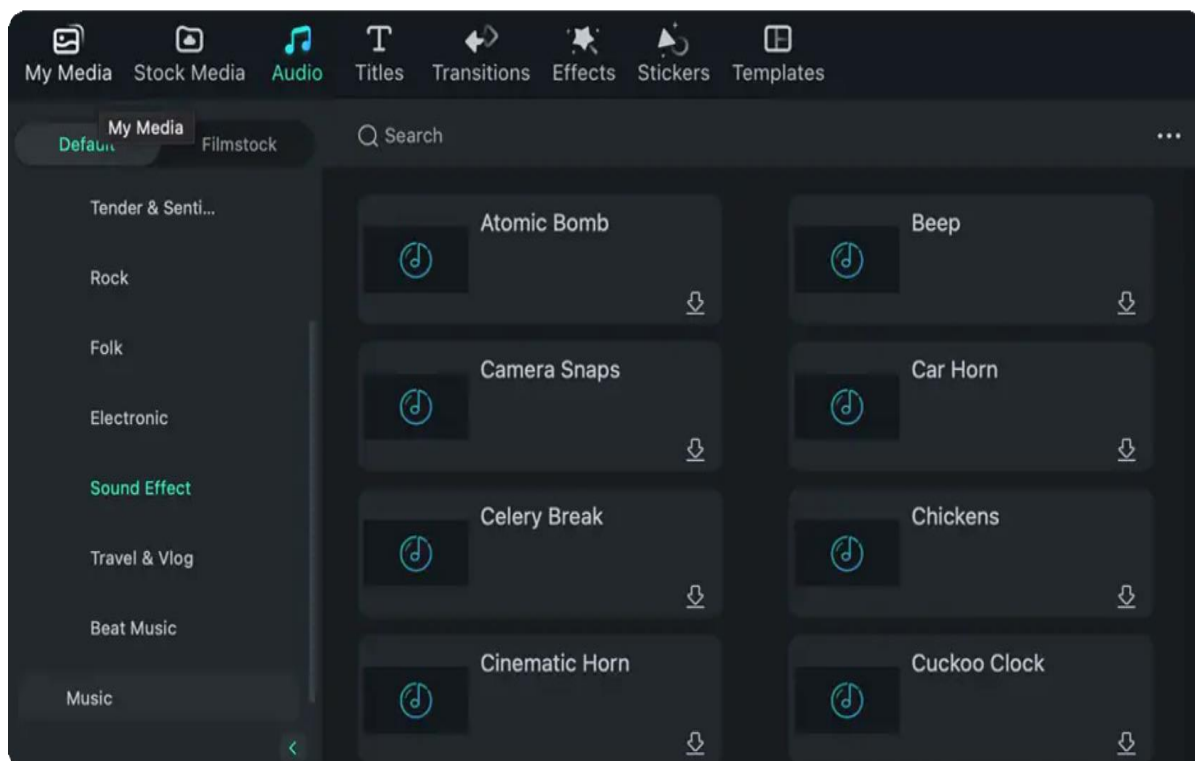 My Media Stock Media Audio Titles Transitions Effects Stickers Templates
My Media
Default Filmstock
Search
Tender & Senti...
Rock
Folk
Electronic
Sound Effect
Travel & Vlog
Beat Music
Music
Atomic Bomb Beep
Camera Snaps Car Horn
Celery Break Chickens
Cinematic Horn Cuckoo Clock